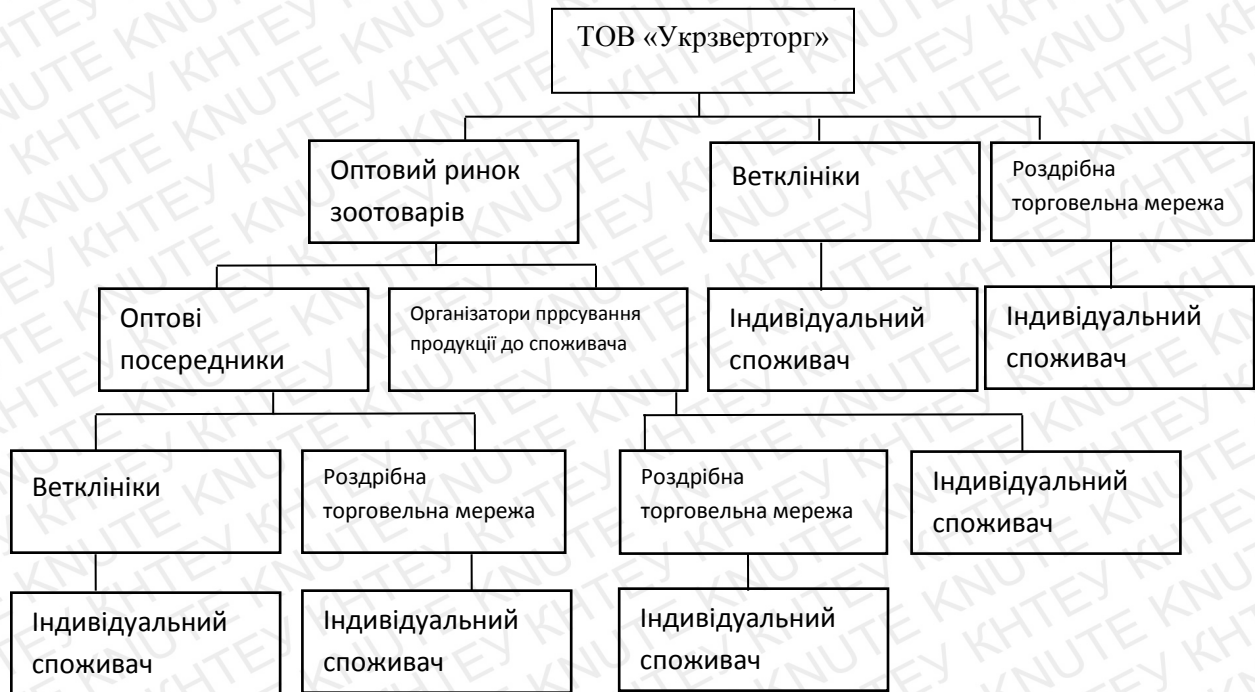 ТОВ «Укрзверторг»
Оптовий ринок
зоотоварів
Ветклініки
Роздрібна
торговельна мережа
Оптові
посередники
Організатори пррсування
продукції до споживача
Індивідуальний
споживач
Індивідуальний
споживач
Ветклініки
Роздрібна
торговельна мережа
Роздрібна
торговельна мережа
Індивідуальний
споживач
Індивідуальний
споживач
Індивідуальний
споживач
Індивідуальний
споживач